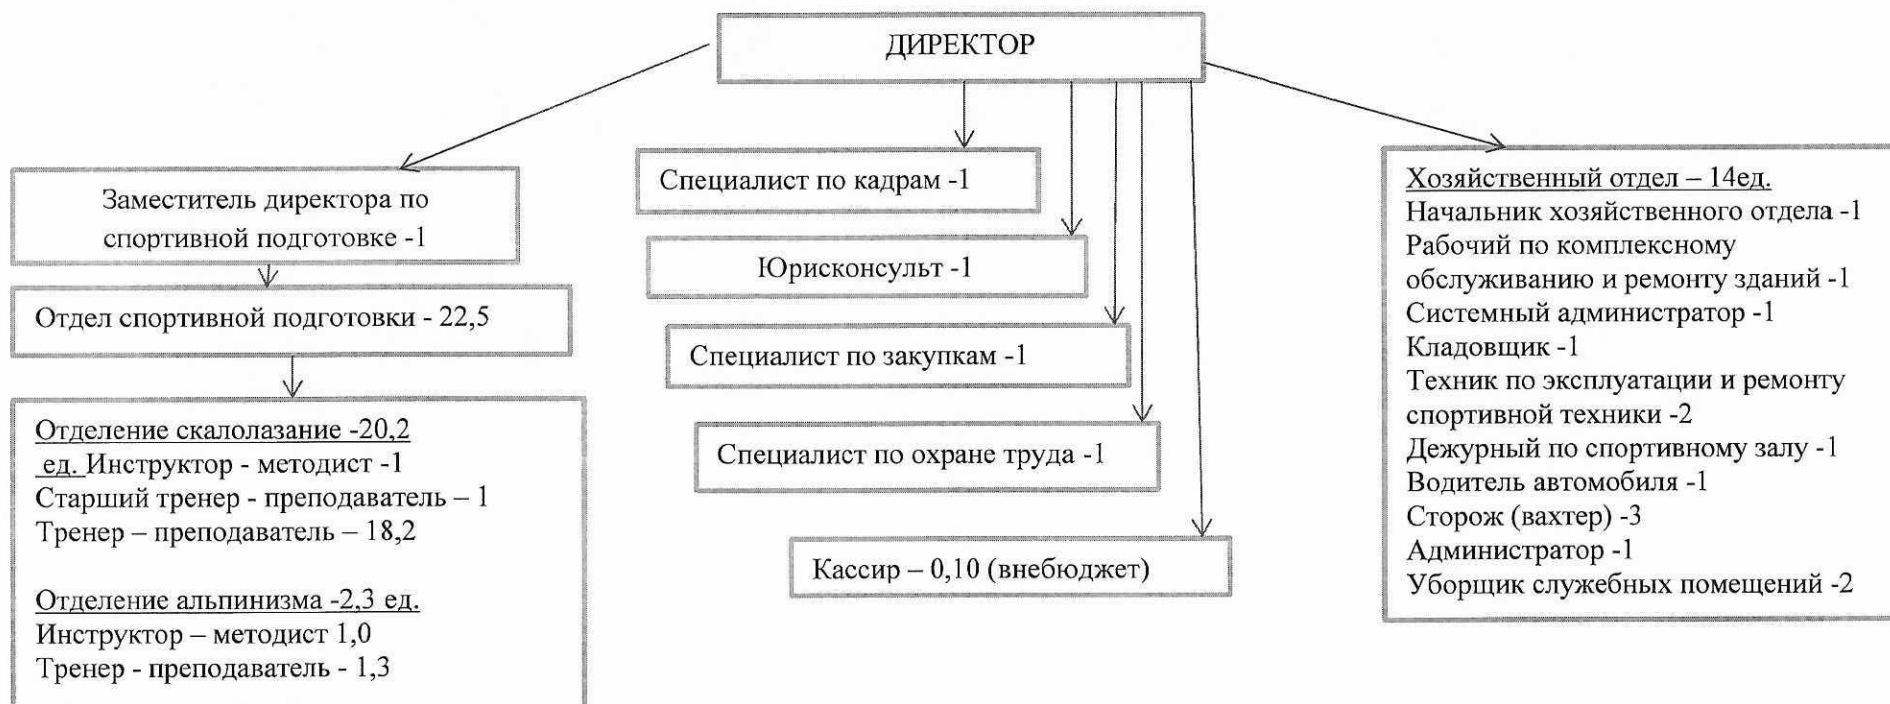 ДИРЕКТОР
Заместитель директора по
спортивной подготовке -1
Отдел спортивной подготовки - 22,5
Отделение скалолазание -20,2
ед. Инструктор - методист -1
Старший тренер - преподаватель – 1
Тренер – преподаватель – 18,2
Отделение альпинизма -2,3 ед.
Инструктор – методист 1,0
Тренер - преподаватель - 1,3
Специалист по кадрам -1
Юрисконсульт -1
Специалист по закупкам -1
Специалист по охране труда -1
Кассир – 0,10 (внебюджет)
Хозяйственный отдел – 14ед.
Начальник хозяйственного отдела -1
Рабочий по комплексному
обслуживанию и ремонту зданий -1
Системный администратор -1
Кладовщик -1
Техник по эксплуатации и ремонту
спортивной техники -2
Дежурный по спортивному залу -1
Водитель автомобиля -1
Сторож (вахтер) -3
Администратор -1
Уборщик служебных помещений -2